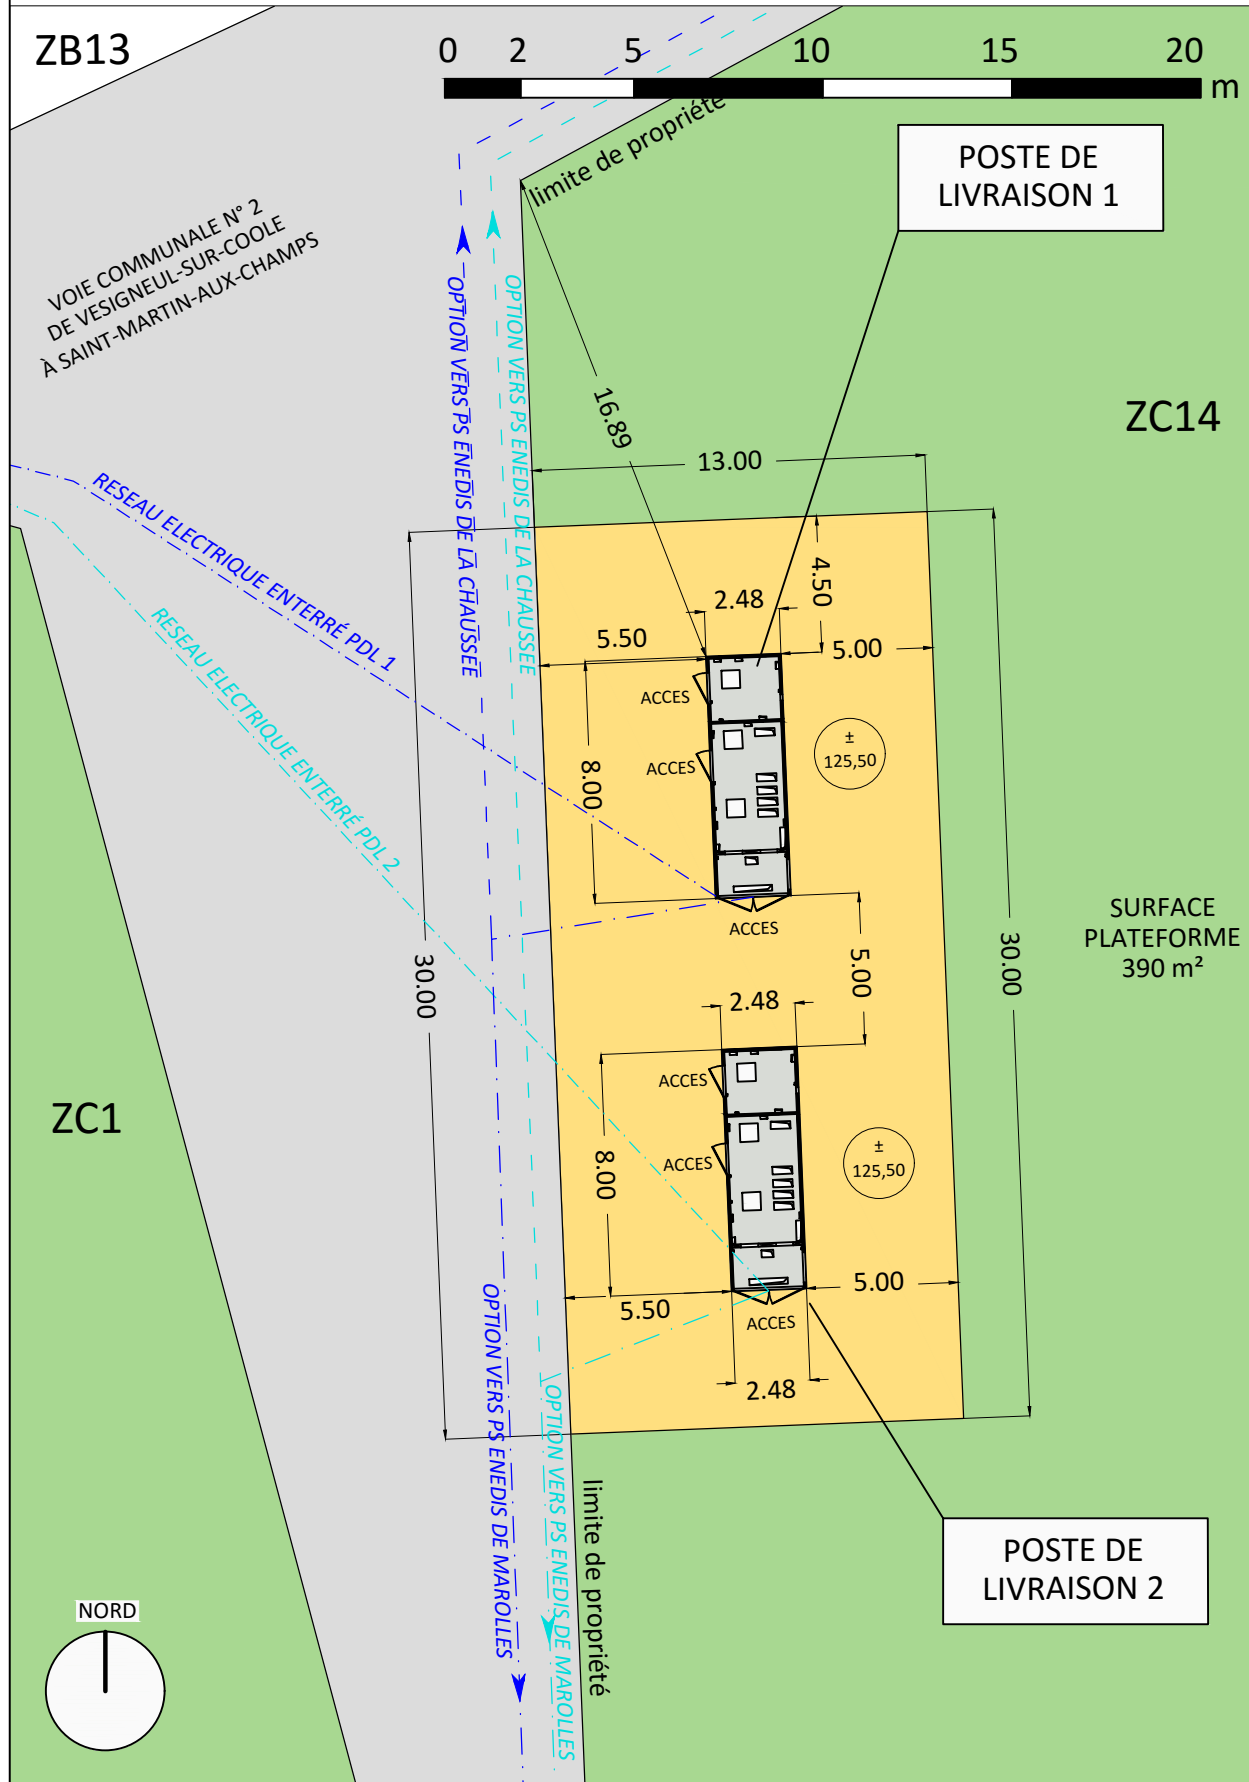 ZB13
0 2 5 10 15 20
m
limite de propriété
POSTE DE
LIVRAISON 1
VOIE COMMUNALE N° 2
DE VESIGNEUL-SUR-COOLE
À SAINT-MARTIN-AUX-CHAMPS
OPTION VERS PS ENEDIS DE LA CHAUSSEE
OPTION VERS PS ENEDIS DE LA CHAUSSEE
16.89
ZC14
13.00
RESEAU ELECTRIQUE ENTERRÉ PDL 1
RESEAU ELECTRIQUE ENTERRÉ PDL 2
4.50
2.48
5.50
5.00
ACCES
ACCES
±
125,50
8.00
ACCES
SURFACE
PLATEFORME
390 m²
30.00
5.00
30.00
2.48
ACCES
ZC1
ACCES
±
125,50
8.00
5.50
5.00
ACCES
2.48
OPTION VERS PS ENEDIS DE MAROLLES
OPTION VERS PS ENEDIS DE MAROLLES
limite de propriété
POSTE DE
LIVRAISON 2
NORD